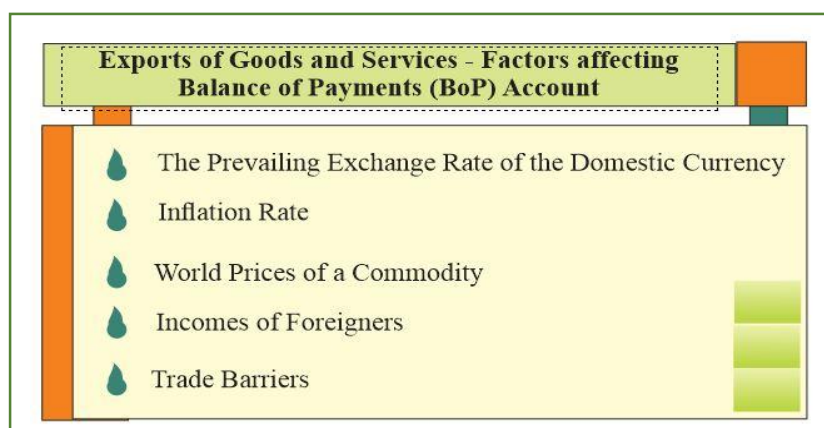 Exports of Goods and Services - Factors affecting
Balance of Payments (BoP) Account
The Prevailing Exchange Rate of the Domestic Currency
Inflation Rate
World Prices of a Commodity
Incomes of Foreigners
Trade Barriers